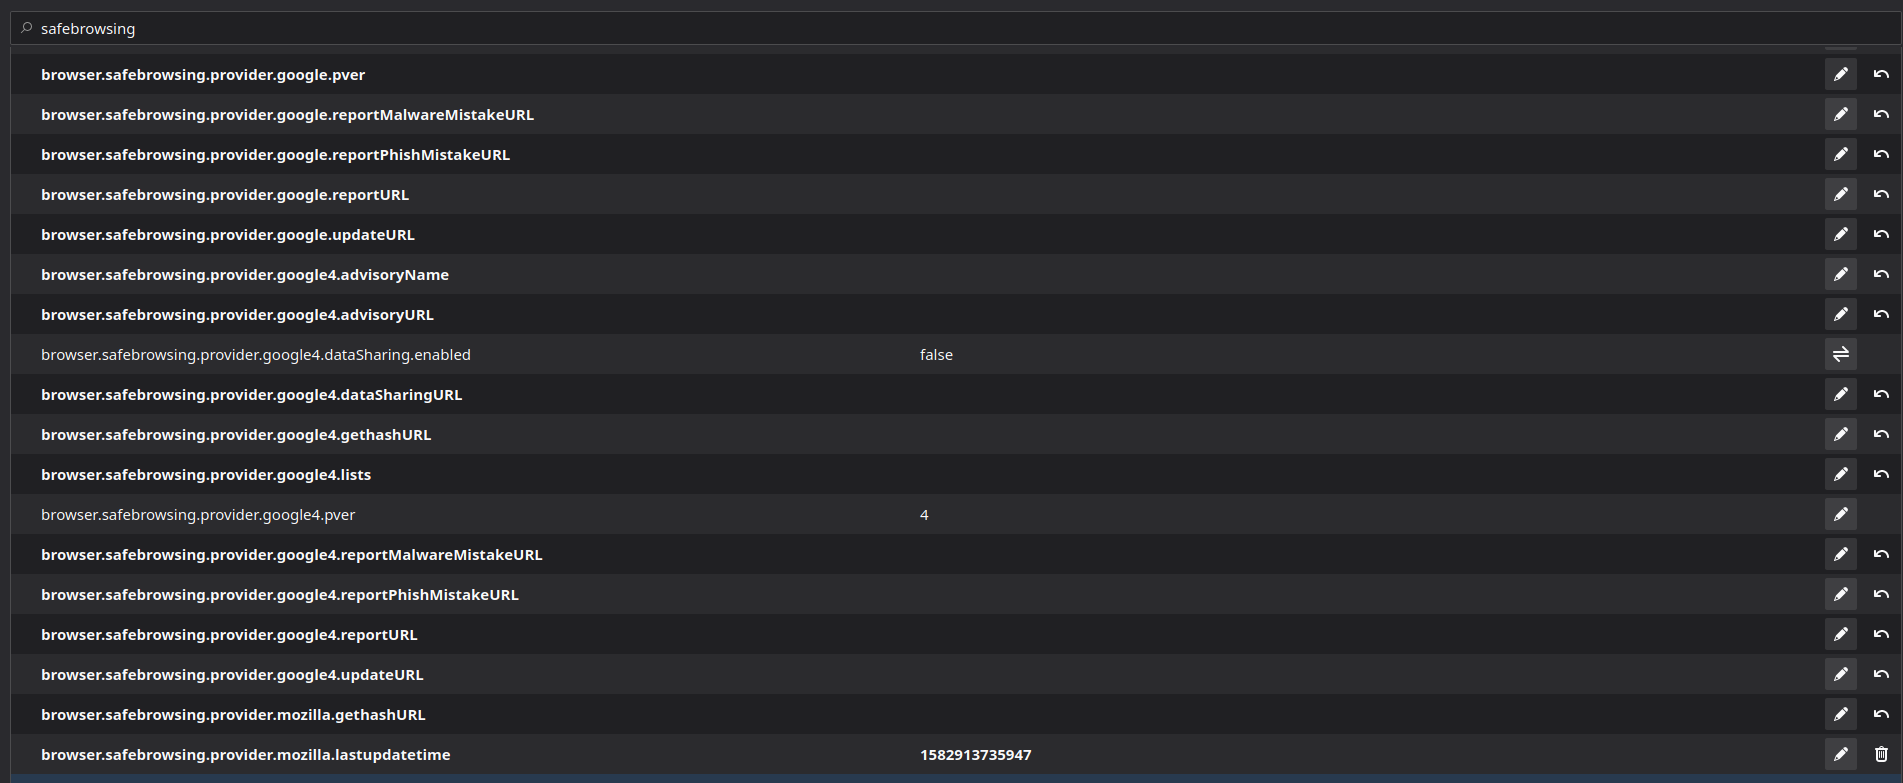 safebrowsing
browser.safebrowsing.provider.google.pver
browser.safebrowsing.provider.google.reportMalwareMistakeURL
browser.safebrowsing.provider.google.reportPhishMistakeURL
browser.safebrowsing.provider.google.reportURL
browser.safebrowsing.provider.google.updateURL
browser.safebrowsing.provider.google4.advisoryName
browser.safebrowsing.provider.google4.advisoryURL
browser.safebrowsing.provider.google4.dataSharing.enabled false
browser.safebrowsing.provider.google4.dataSharingURL
browser.safebrowsing.provider.google4.gethashURL
browser.safebrowsing.provider.google4.lists
browser.safebrowsing.provider.google4.pver 4
browser.safebrowsing.provider.google4.reportMalwareMistakeURL
browser.safebrowsing.provider.google4.reportPhishMistakeURL
browser.safebrowsing.provider.google4.reportURL
browser.safebrowsing.provider.google4.updateURL
browser.safebrowsing.provider.mozilla.gethashURL
browser.safebrowsing.provider.mozilla.lastupdatetime 1582913735947